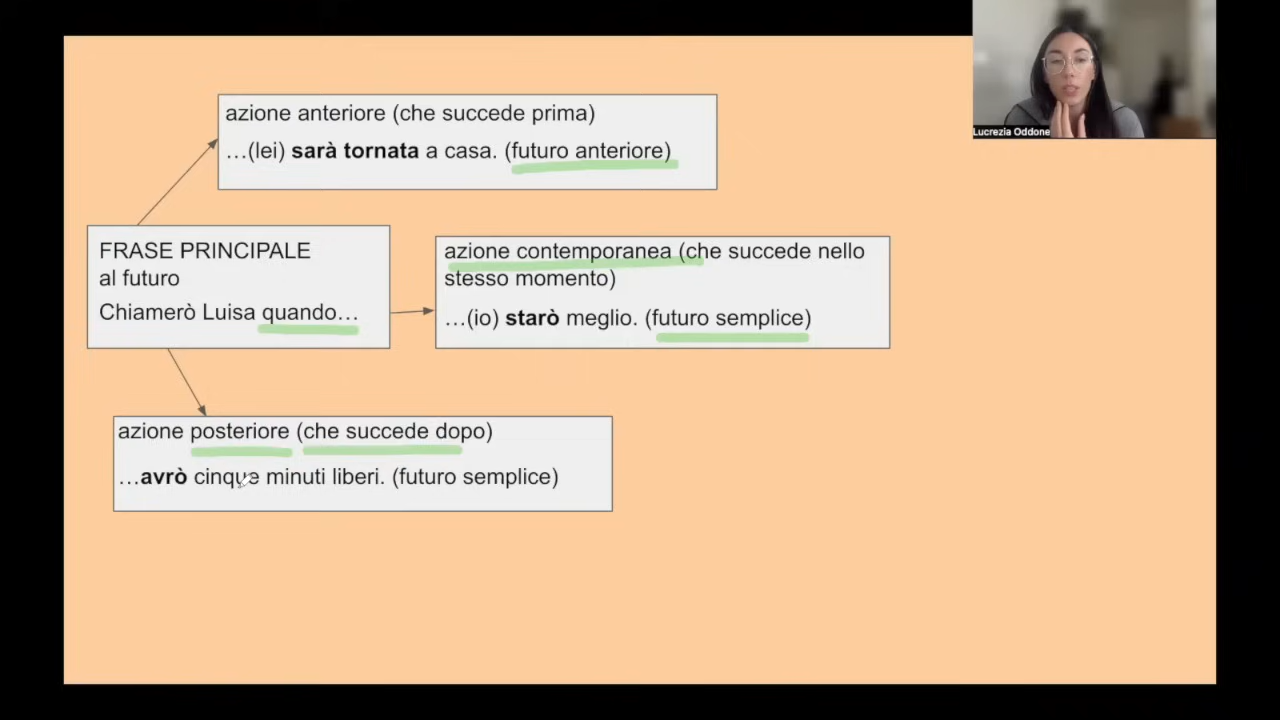 azione anteriore (che succede prima)
…(lei) sarà tornata a casa. (futuro anteriore)
FRASE PRINCIPALE
al futuro
Chiamerò Luisa quando…
azione contemporanea (che succede nello
stesso momento)
…(io) starò meglio. (futuro semplice)
azione posteriore (che succede dopo)
…avrò cinque minuti liberi. (futuro semplice)
Lucrezia Oddone